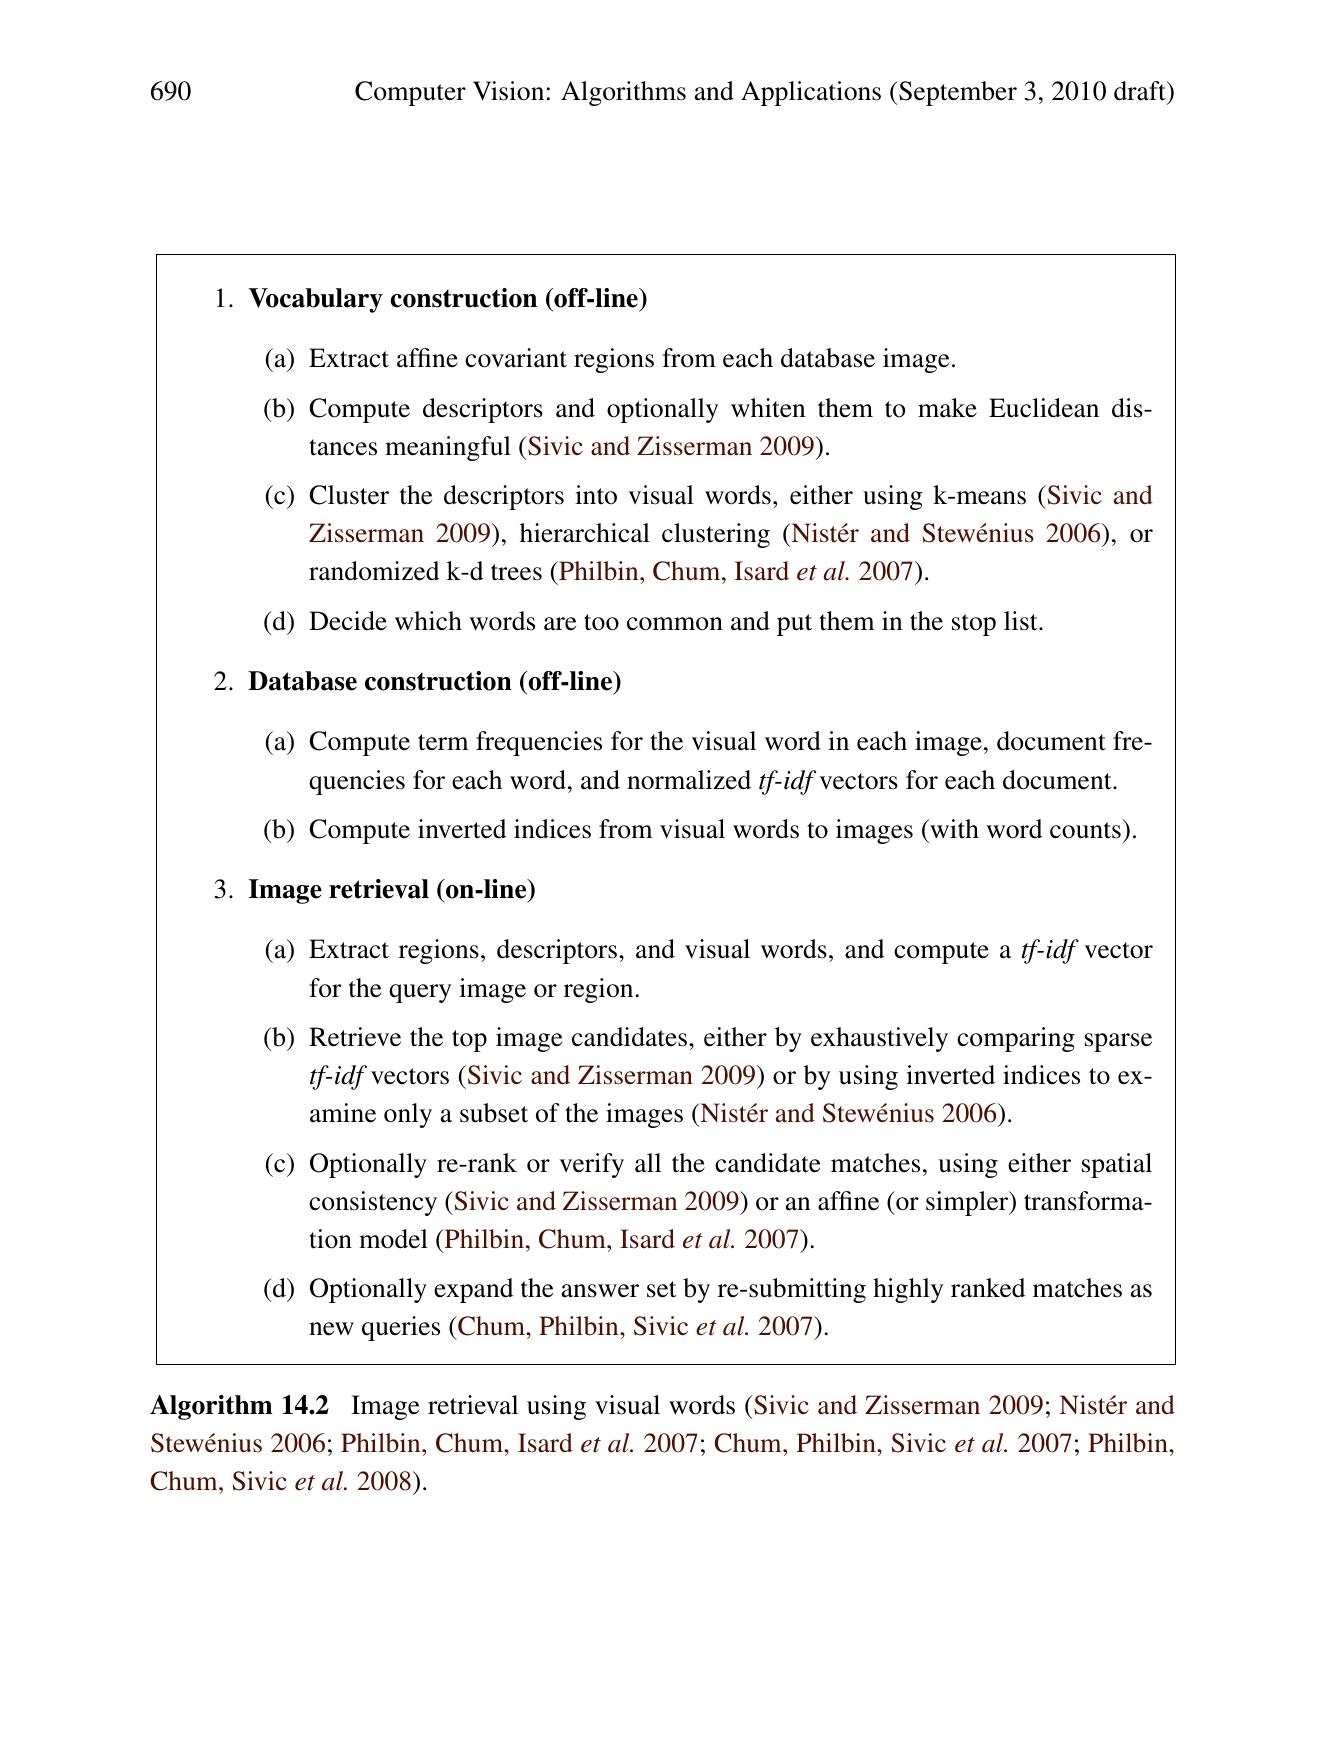 690 Computer Vision: Algorithms and Applications (September 3, 2010 draft)
1. Vocabulary construction (off-line)
(a) Extract affine covariant regions from each database image.
(b) Compute descriptors and optionally whiten them to make Euclidean dis-
tances meaningful (Sivic and Zisserman 2009).
(c) Cluster the descriptors into visual words, either using k-means (Sivic and
Zisserman 2009), hierarchical clustering (Nistér and Stewénius 2006), or
randomized k-d trees (Philbin, Chum, Isard et al. 2007).
(d) Decide which words are too common and put them in the stop list.
2. Database construction (off-line)
(a) Compute term frequencies for the visual word in each image, document fre-
quencies for each word, and normalized tf-idf vectors for each document.
(b) Compute inverted indices from visual words to images (with word counts).
3. Image retrieval (on-line)
(a) Extract regions, descriptors, and visual words, and compute a tf-idf vector
for the query image or region.
(b) Retrieve the top image candidates, either by exhaustively comparing sparse
tf-idf vectors (Sivic and Zisserman 2009) or by using inverted indices to ex-
amine only a subset of the images (Nistér and Stewénius 2006).
(c) Optionally re-rank or verify all the candidate matches, using either spatial
consistency (Sivic and Zisserman 2009) or an affine (or simpler) transforma-
tion model (Philbin, Chum, Isard et al. 2007).
(d) Optionally expand the answer set by re-submitting highly ranked matches as
new queries (Chum, Philbin, Sivic et al. 2007).
Algorithm 14.2 Image retrieval using visual words (Sivic and Zisserman 2009; Nistér and
Stewénius 2006; Philbin, Chum, Isard et al. 2007; Chum, Philbin, Sivic et al. 2007; Philbin,
Chum, Sivic et al. 2008).